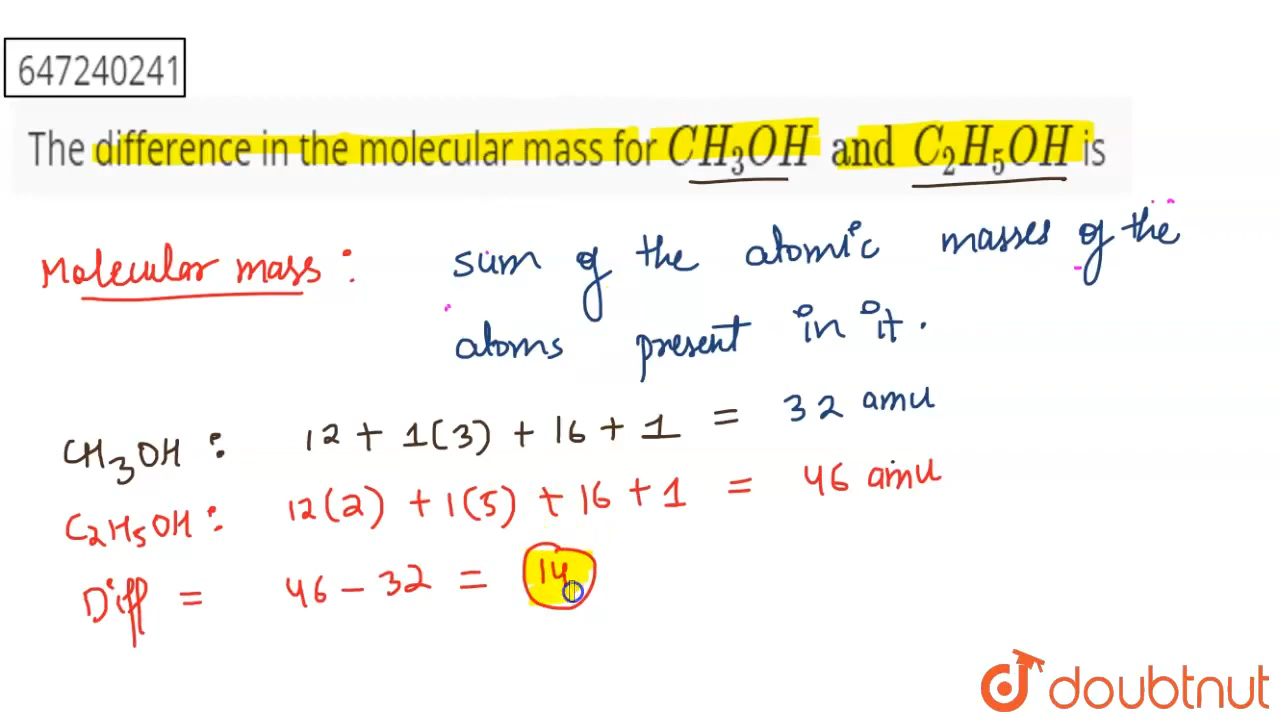 647240241
The difference in the molecular mass for CH₃OH and C₂H₅OH is
Molecular mass : sum of the atomic masses of the
atoms present in it.
CH₃OH : 12 + 1(3) + 16 + 1 = 32 amu
C₂H₅OH : 12(2) + 1(5) + 16 + 1 = 46 amu
Diff = 46 - 32 = 14
doubtnut